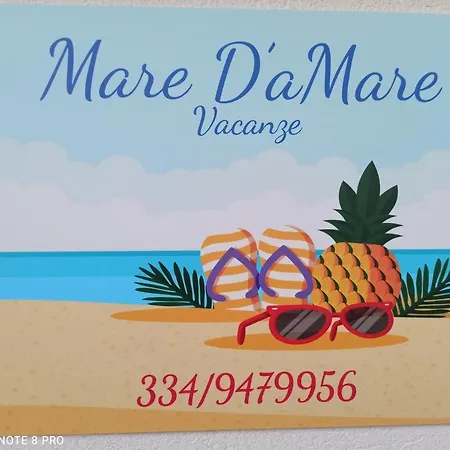 Mare D'aMare
Vacanze
334/9479956
NOTE 8 PRO